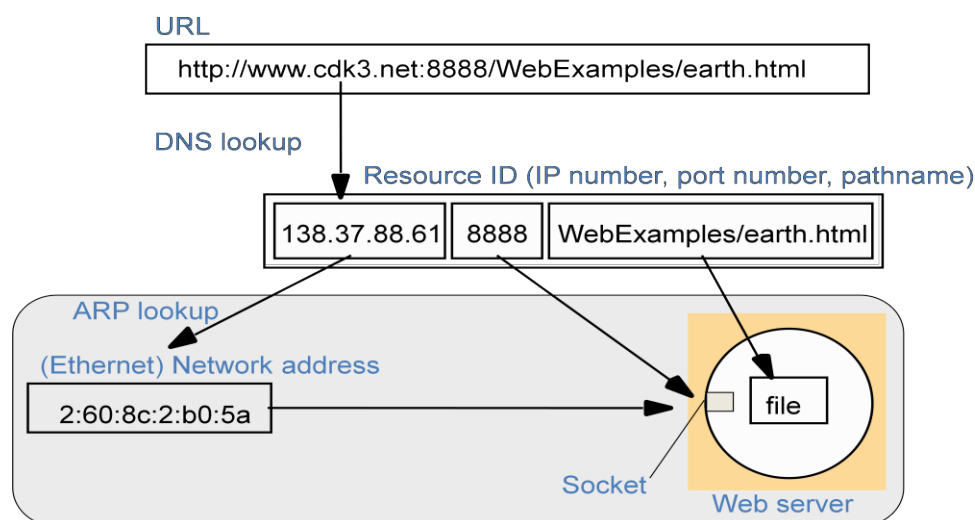 URL
http://www.cdk3.net:8888/WebExamples/earth.html
DNS lookup
Resource ID (IP number, port number, pathname)
138.37.88.61
8888
WebExamples/earth.html
ARP lookup
(Ethernet) Network address
2:60:8c:2:b0:5a
file
Socket
Web server